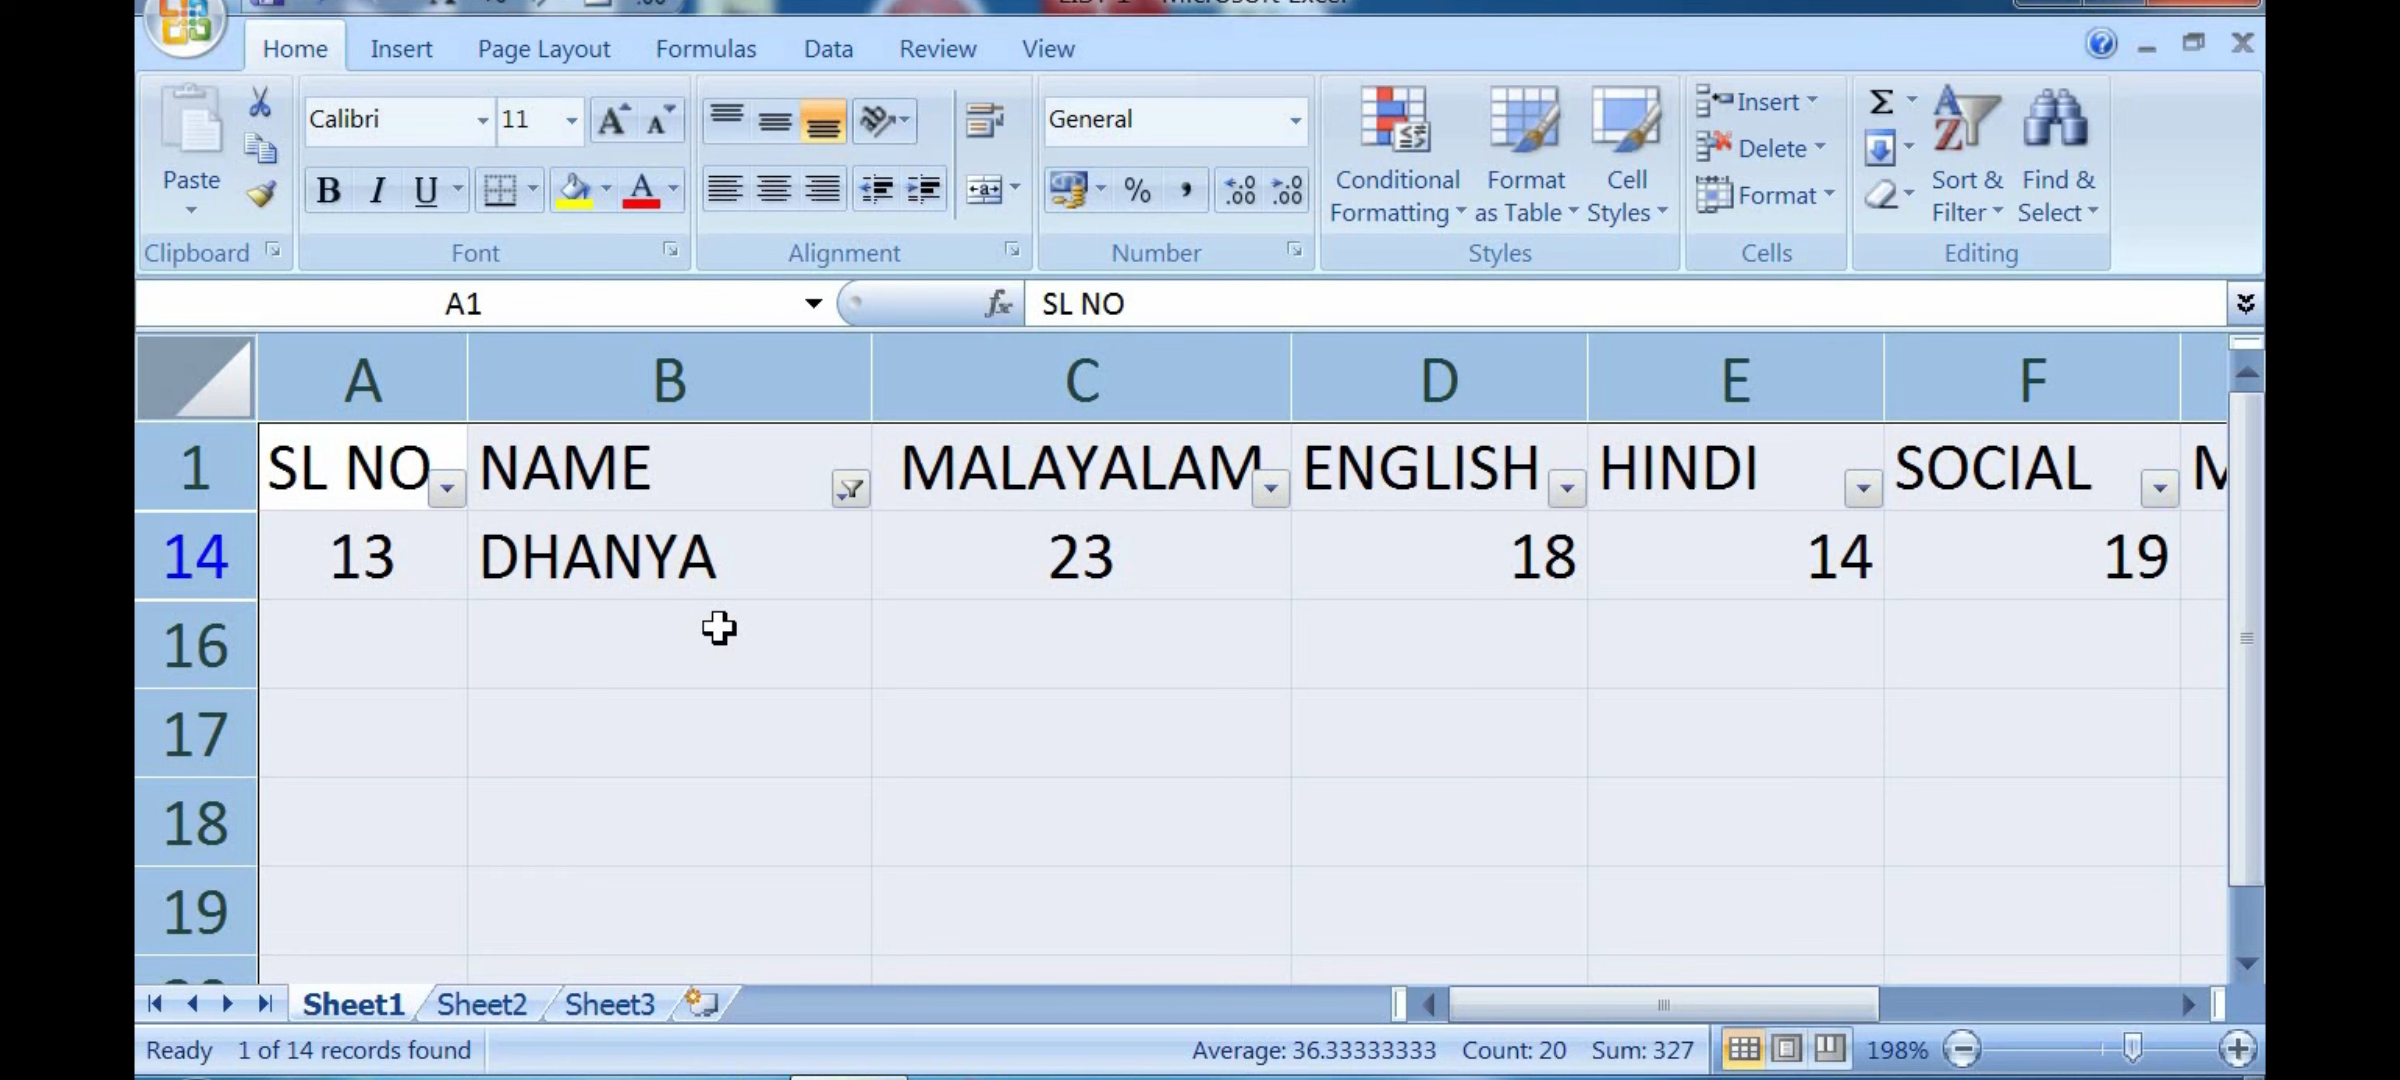 Home Insert Page Layout Formulas Data Review View
Calibri 11 General
Paste Conditional Formatting Format as Table Cell Styles Insert Delete Format Sort & Filter Find & Select
B I U % , .00 .00
Clipboard Font Alignment Number Styles Cells Editing
A1 fx SL NO
A B C D E F
1 SL NO NAME MALAYALAM ENGLISH HINDI SOCIAL
14 13 DHANYA 23 18 14 19
16
17
18
19
Sheet1 Sheet2 Sheet3
Ready 1 of 14 records found Average: 36.33333333 Count: 20 Sum: 327 198%